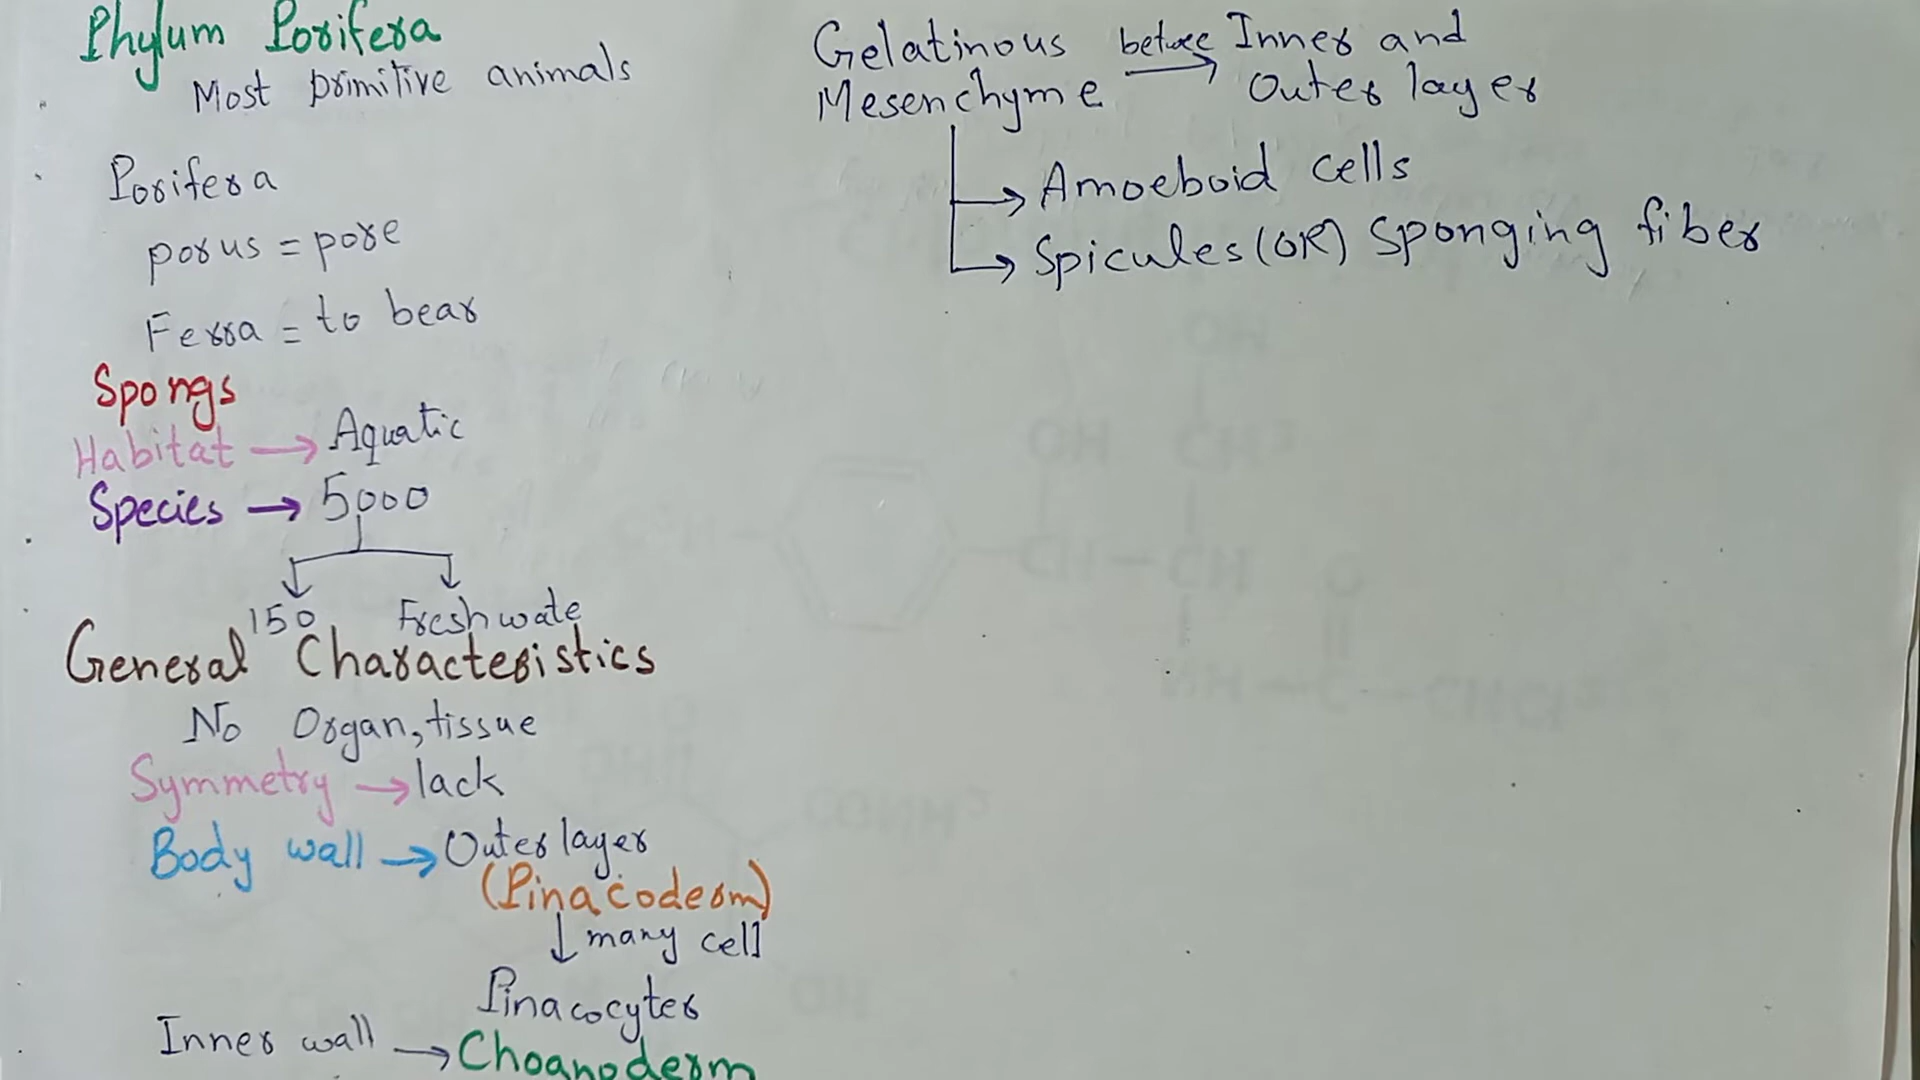 Phylum Porifera
Most primitive animals
Porifera
porus = pore
Ferra = to bear
Spongs
Habitat → Aquatic
Species → 5000
150 Freshwate
General Characteristics
No Organ, tissue
Symmetry → lack
Body wall → Outer layer
(Pinacoderm)
↓ many cell
Pinacocytes
Inner wall → Choanoderm
Gelatinous betwee Inner and
Mesenchyme → Outer layer
→ Amoeboid cells
→ Spicules (OR) Sponging fiber